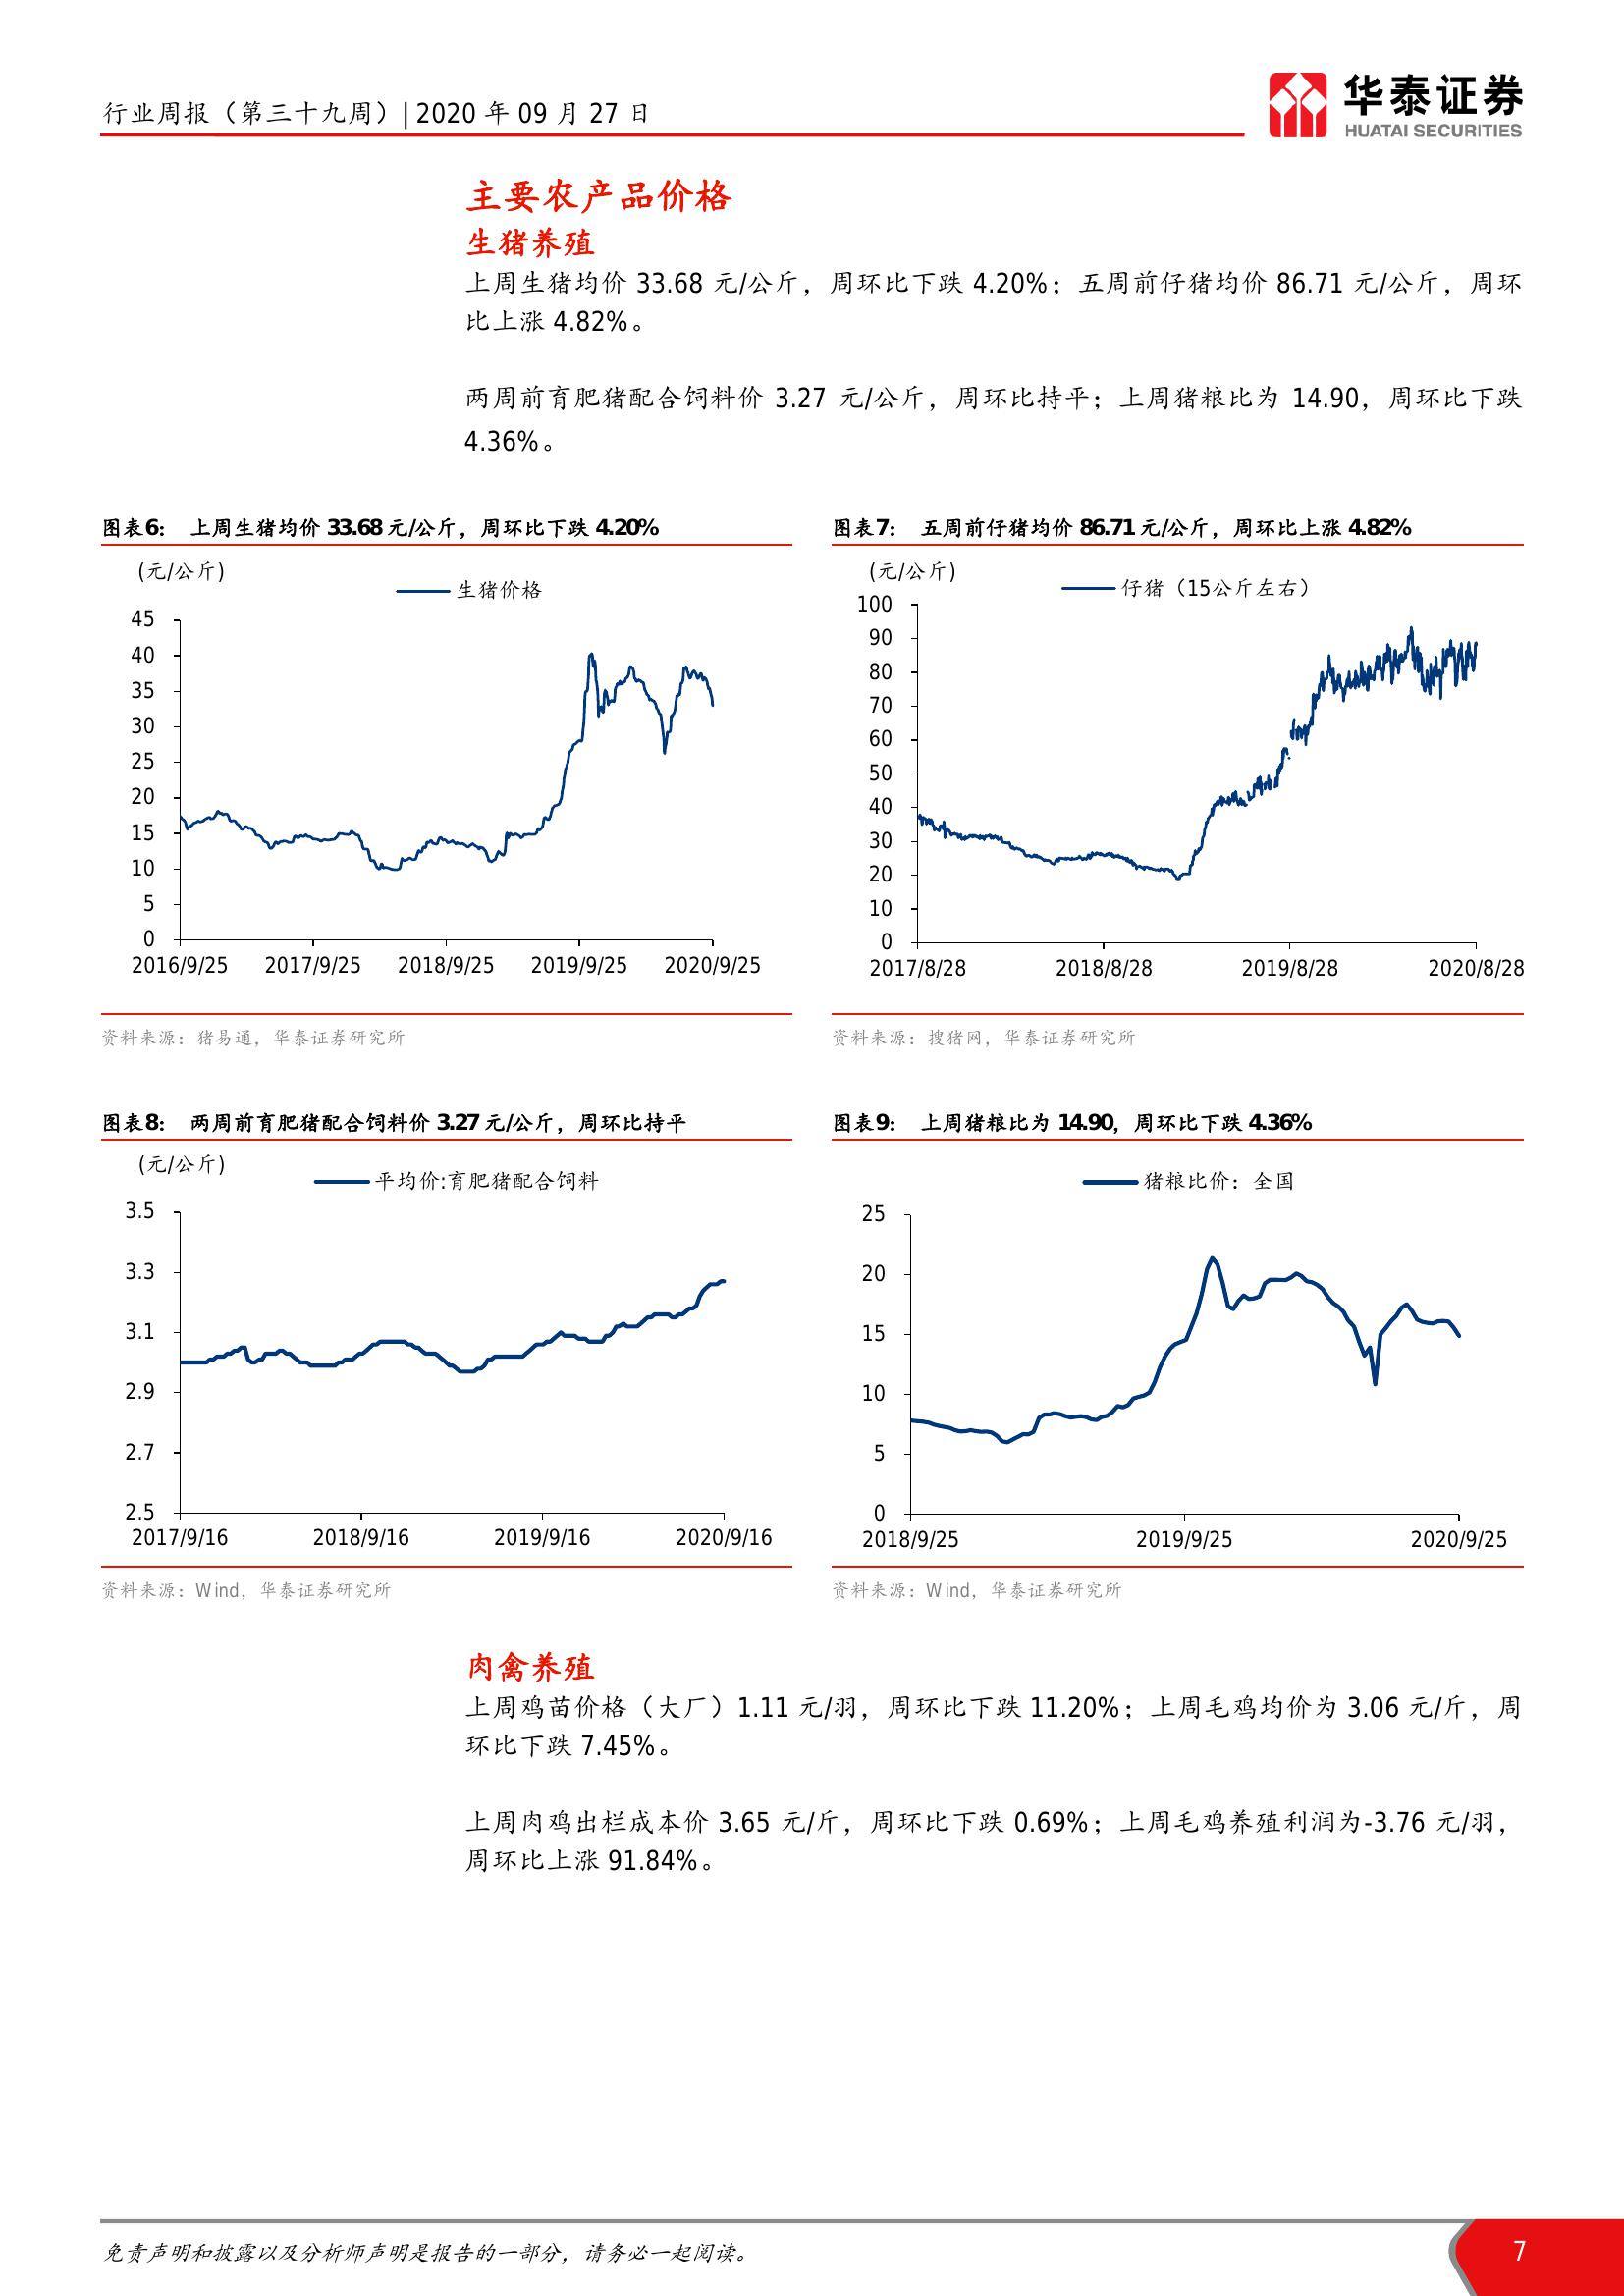 行业周报（第三十九周）| 2020 年 09 月 27 日
华泰证券
HUATAI SECURITIES
主要农产品价格
生猪养殖
上周生猪均价 33.68 元/公斤，周环比下跌 4.20%；五周前仔猪均价 86.71 元/公斤，周环
比上涨 4.82%。
两周前育肥猪配合饲料价 3.27 元/公斤，周环比持平；上周猪粮比为 14.90，周环比下跌
4.36%。
图表6： 上周生猪均价 33.68 元/公斤，周环比下跌 4.20%
(元/公斤)
生猪价格
45
40
35
30
25
20
15
10
5
0
2016/9/25 2017/9/25 2018/9/25 2019/9/25 2020/9/25
资料来源：猪易通，华泰证券研究所
图表7： 五周前仔猪均价 86.71 元/公斤，周环比上涨 4.82%
(元/公斤)
仔猪（15公斤左右）
100
90
80
70
60
50
40
30
20
10
0
2017/8/28 2018/8/28 2019/8/28 2020/8/28
资料来源：搜猪网，华泰证券研究所
图表8： 两周前育肥猪配合饲料价 3.27 元/公斤，周环比持平
(元/公斤)
平均价:育肥猪配合饲料
3.5
3.3
3.1
2.9
2.7
2.5
2017/9/16 2018/9/16 2019/9/16 2020/9/16
资料来源：Wind，华泰证券研究所
图表9： 上周猪粮比为 14.90，周环比下跌 4.36%
猪粮比价：全国
25
20
15
10
5
0
2018/9/25 2019/9/25 2020/9/25
资料来源：Wind，华泰证券研究所
肉禽养殖
上周鸡苗价格（大厂）1.11 元/羽，周环比下跌 11.20%；上周毛鸡均价为 3.06 元/斤，周
环比下跌 7.45%。
上周肉鸡出栏成本价 3.65 元/斤，周环比下跌 0.69%；上周毛鸡养殖利润为-3.76 元/羽，
周环比上涨 91.84%。
免责声明和披露以及分析师声明是报告的一部分，请务必一起阅读。
7